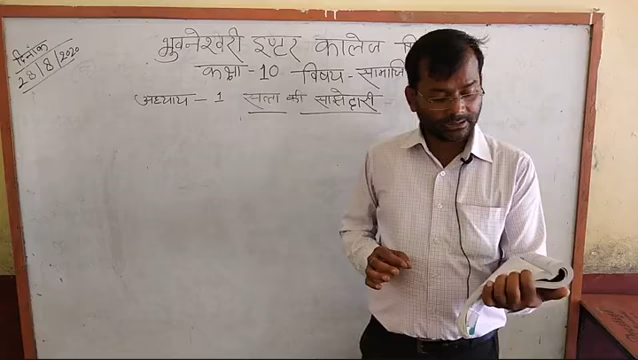 दिनांक
28/8/2020
भुवनेश्वरी इण्टर कालेज
कक्षा - 10 विषय - सामाजि
अध्याय - 1 सत्ता की साझेदारी